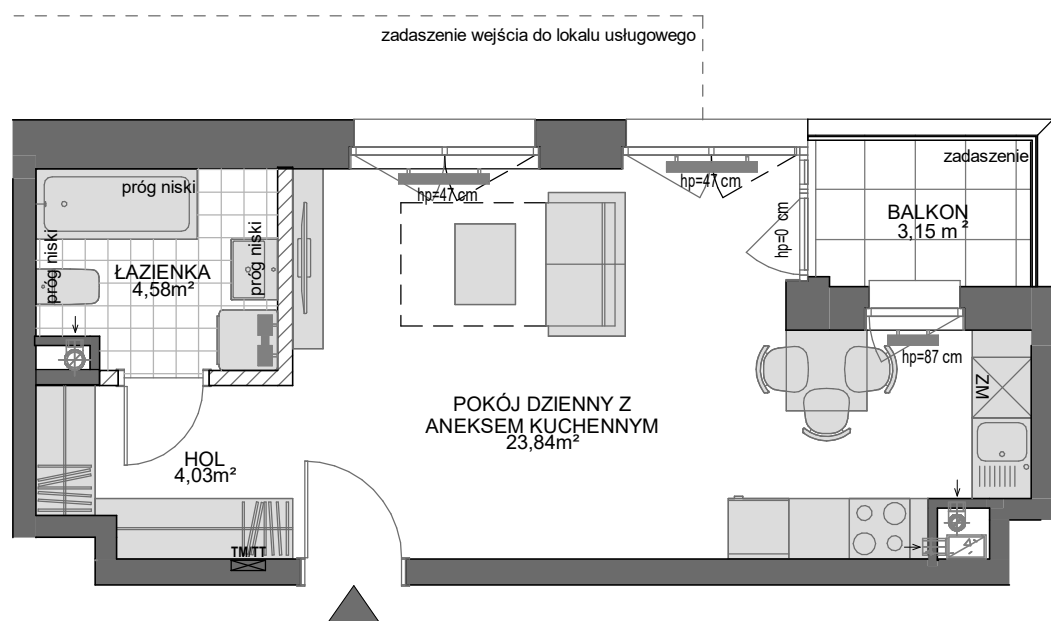 zadaszenie wejścia do lokalu usługowego
zadaszenie
próg niski
hp=47 cm
hp=47 cm
hp=0 cm
BALKON
3,15 m²
próg niski
ŁAZIENKA
4,58m²
próg niski
hp=87 cm
ZM
POKÓJ DZIENNY Z
ANEKSEM KUCHENNYM
23,84m²
HOL
4,03m²
TM/TT